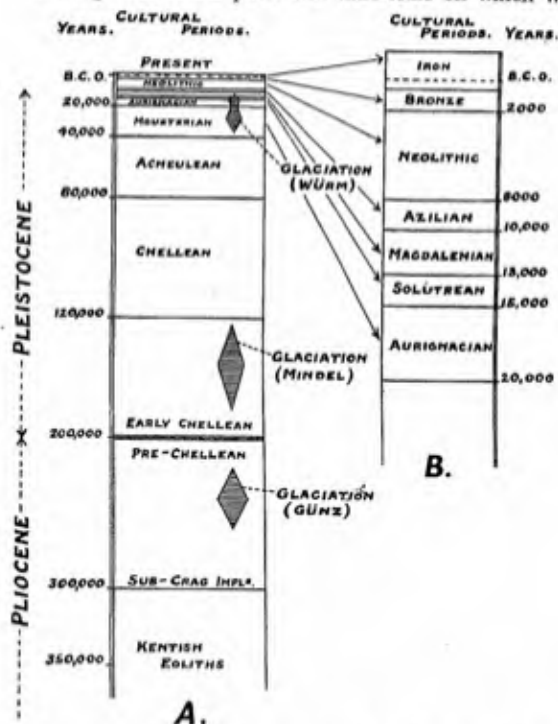 CULTURAL
YEARS. PERIODS.
PRESENT
B.C.O.
NEOLITHIC
20,000
AURIGNACIAN
MOUSTERIAN
40,000
ACHEULEAN
80,000
CHELLEAN
120,000
EARLY CHELLEAN
200,000
PRE-CHELLEAN
SUB-CRAG IMPLS.
300,000
KENTISH
EOLITHS
350,000
A.
PLEISTOCENE
PLIOCENE
GLACIATION
(WÜRM)
GLACIATION
(MINDEL)
GLACIATION
(GÜNZ)
CULTURAL
PERIODS. YEARS.
IRON
B.C.O.
BRONZE
2000
NEOLITHIC
8000
AZILIAN
10,000
MAGDALENIAN
13,000
SOLUTREAN
15,000
AURIGNACIAN
20,000
B.